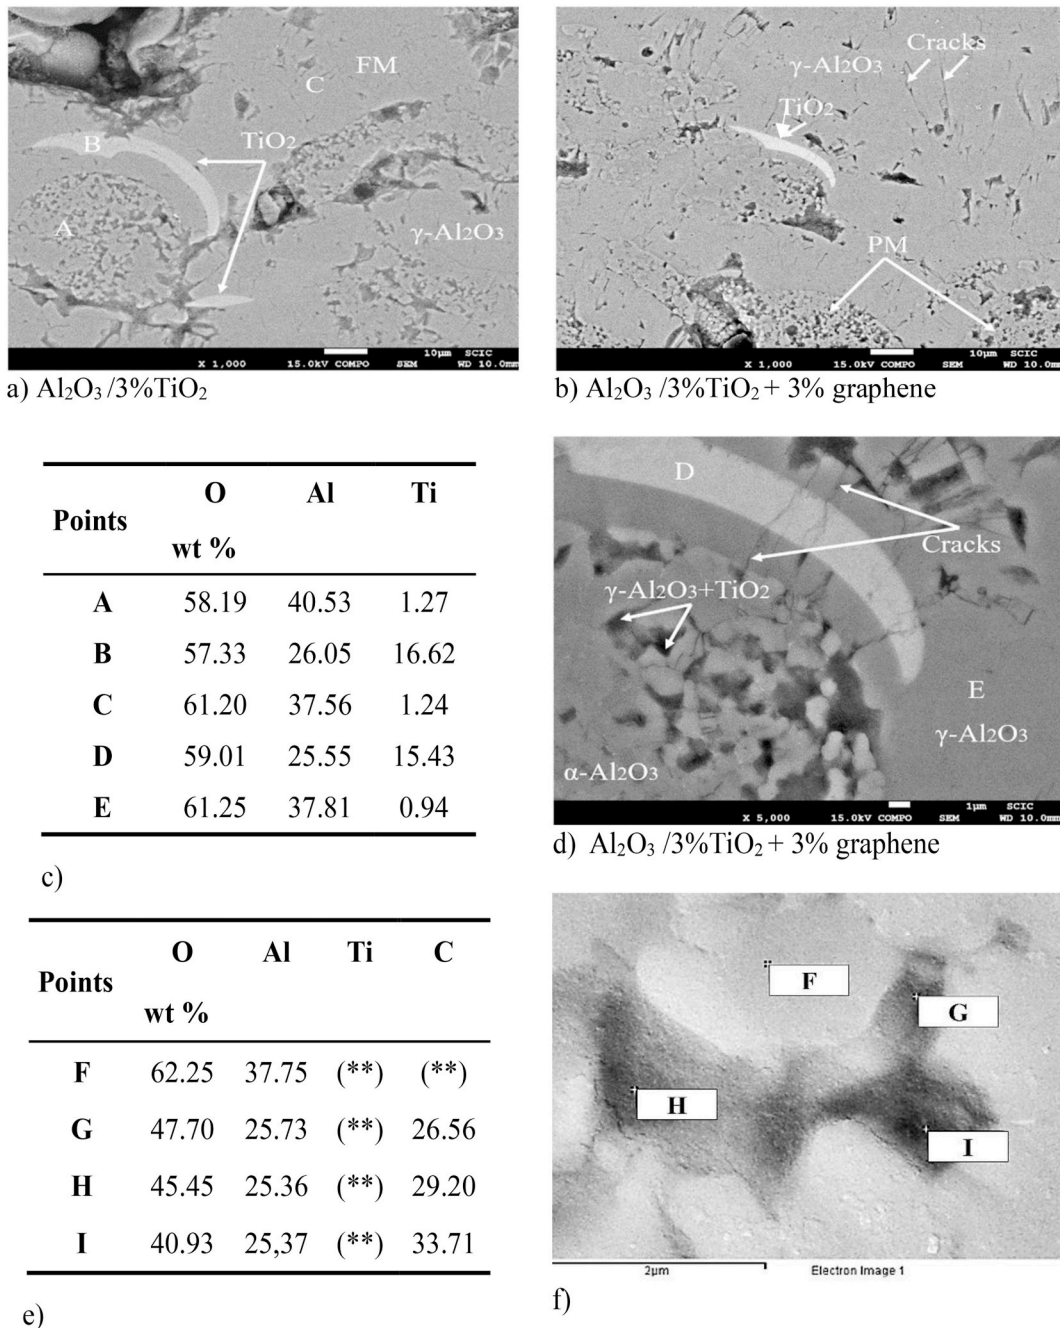 FM
C
B
TiO₂
A
γ-Al₂O₃
X 1,000 15.0kV COMPO SEM 10μm SCIC WD 10.0mm
a) Al₂O₃ /3%TiO₂
Cracks
γ-Al₂O₃
TiO₂
PM
X 1,000 15.0kV COMPO SEM 10μm SCIC WD 10.0mm
b) Al₂O₃ /3%TiO₂ + 3% graphene
Points O Al Ti
wt %
A 58.19 40.53 1.27
B 57.33 26.05 16.62
C 61.20 37.56 1.24
D 59.01 25.55 15.43
E 61.25 37.81 0.94
c)
D
Cracks
γ-Al₂O₃+TiO₂
E
γ-Al₂O₃
α-Al₂O₃
X 5,000 15.0kV COMPO SEM 1μm SCIC WD 10.0mm
d) Al₂O₃ /3%TiO₂ + 3% graphene
Points O Al Ti C
wt %
F 62.25 37.75 (**) (**)
G 47.70 25.73 (**) 26.56
H 45.45 25.36 (**) 29.20
I 40.93 25,37 (**) 33.71
e)
F
G
H
I
2μm Electron Image 1
f)